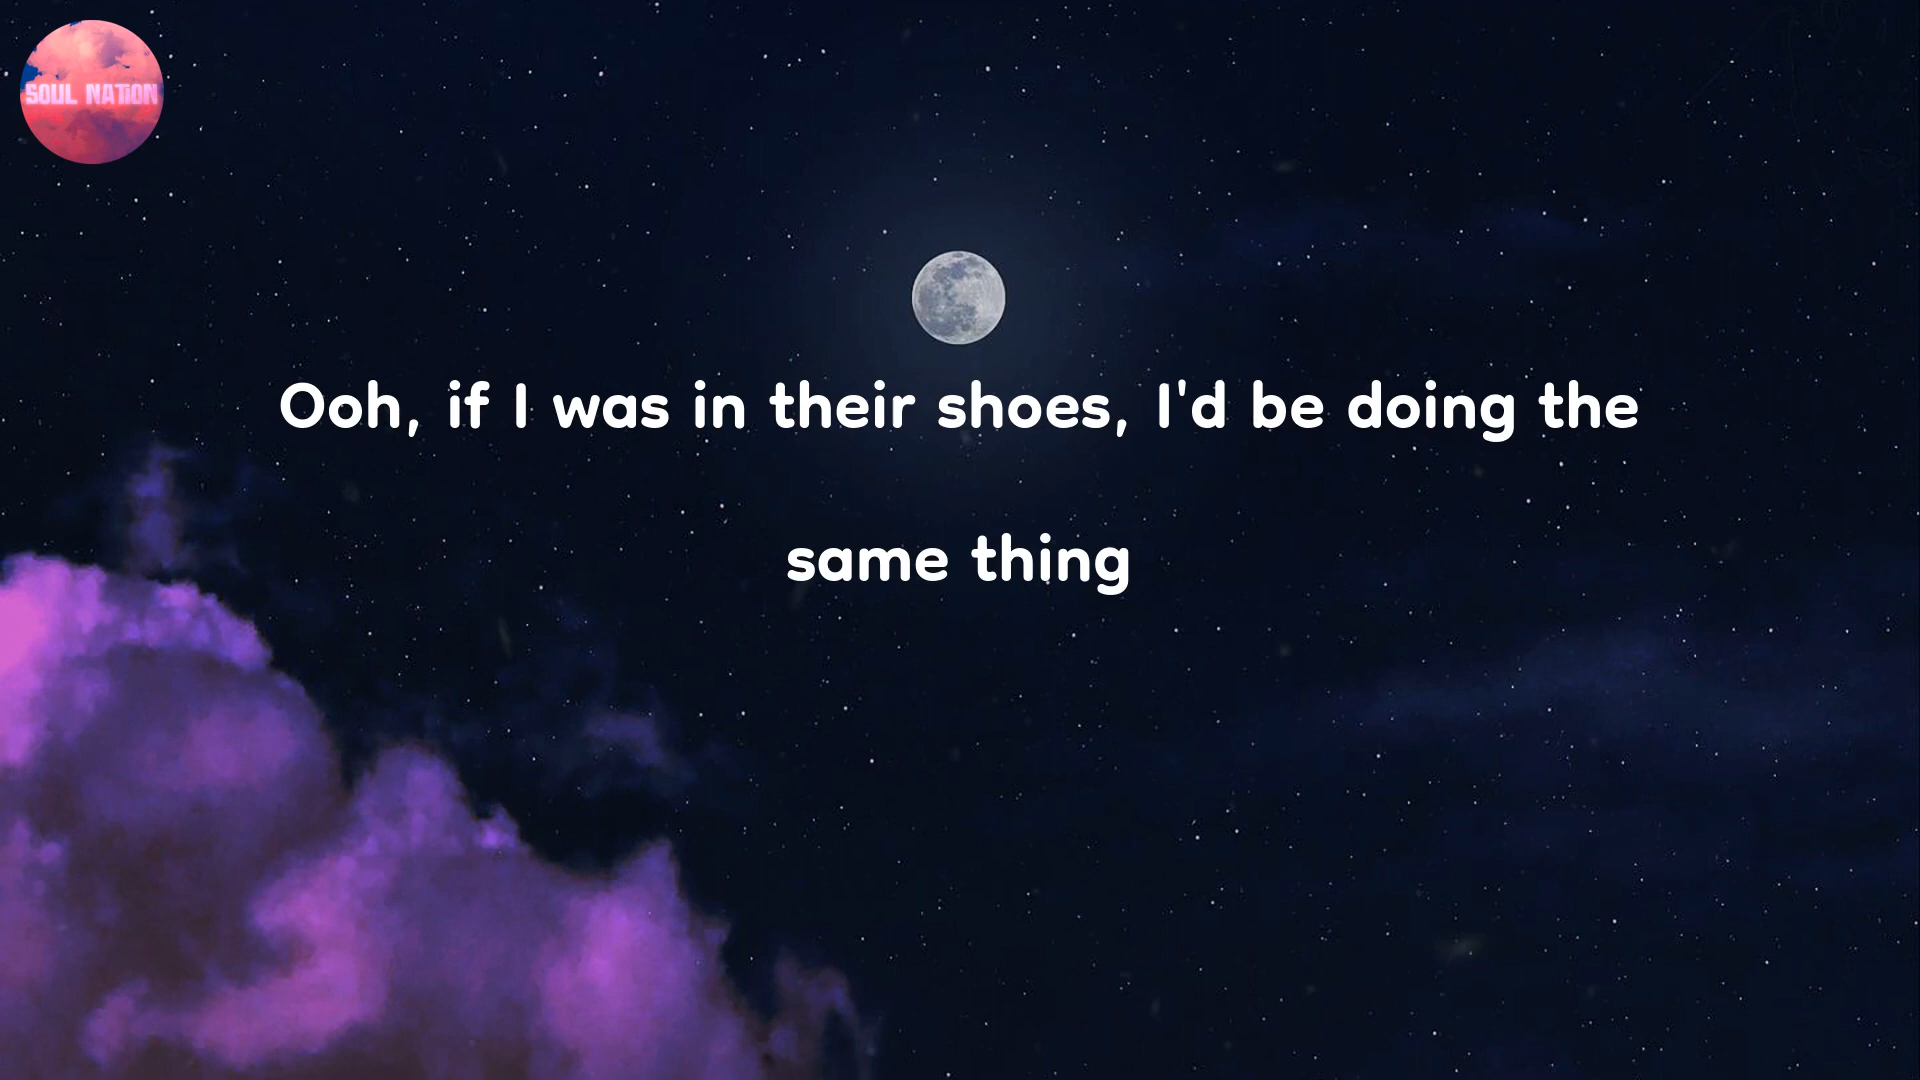 SOUL NATION
Ooh, if I was in their shoes, I'd be doing the
same thing